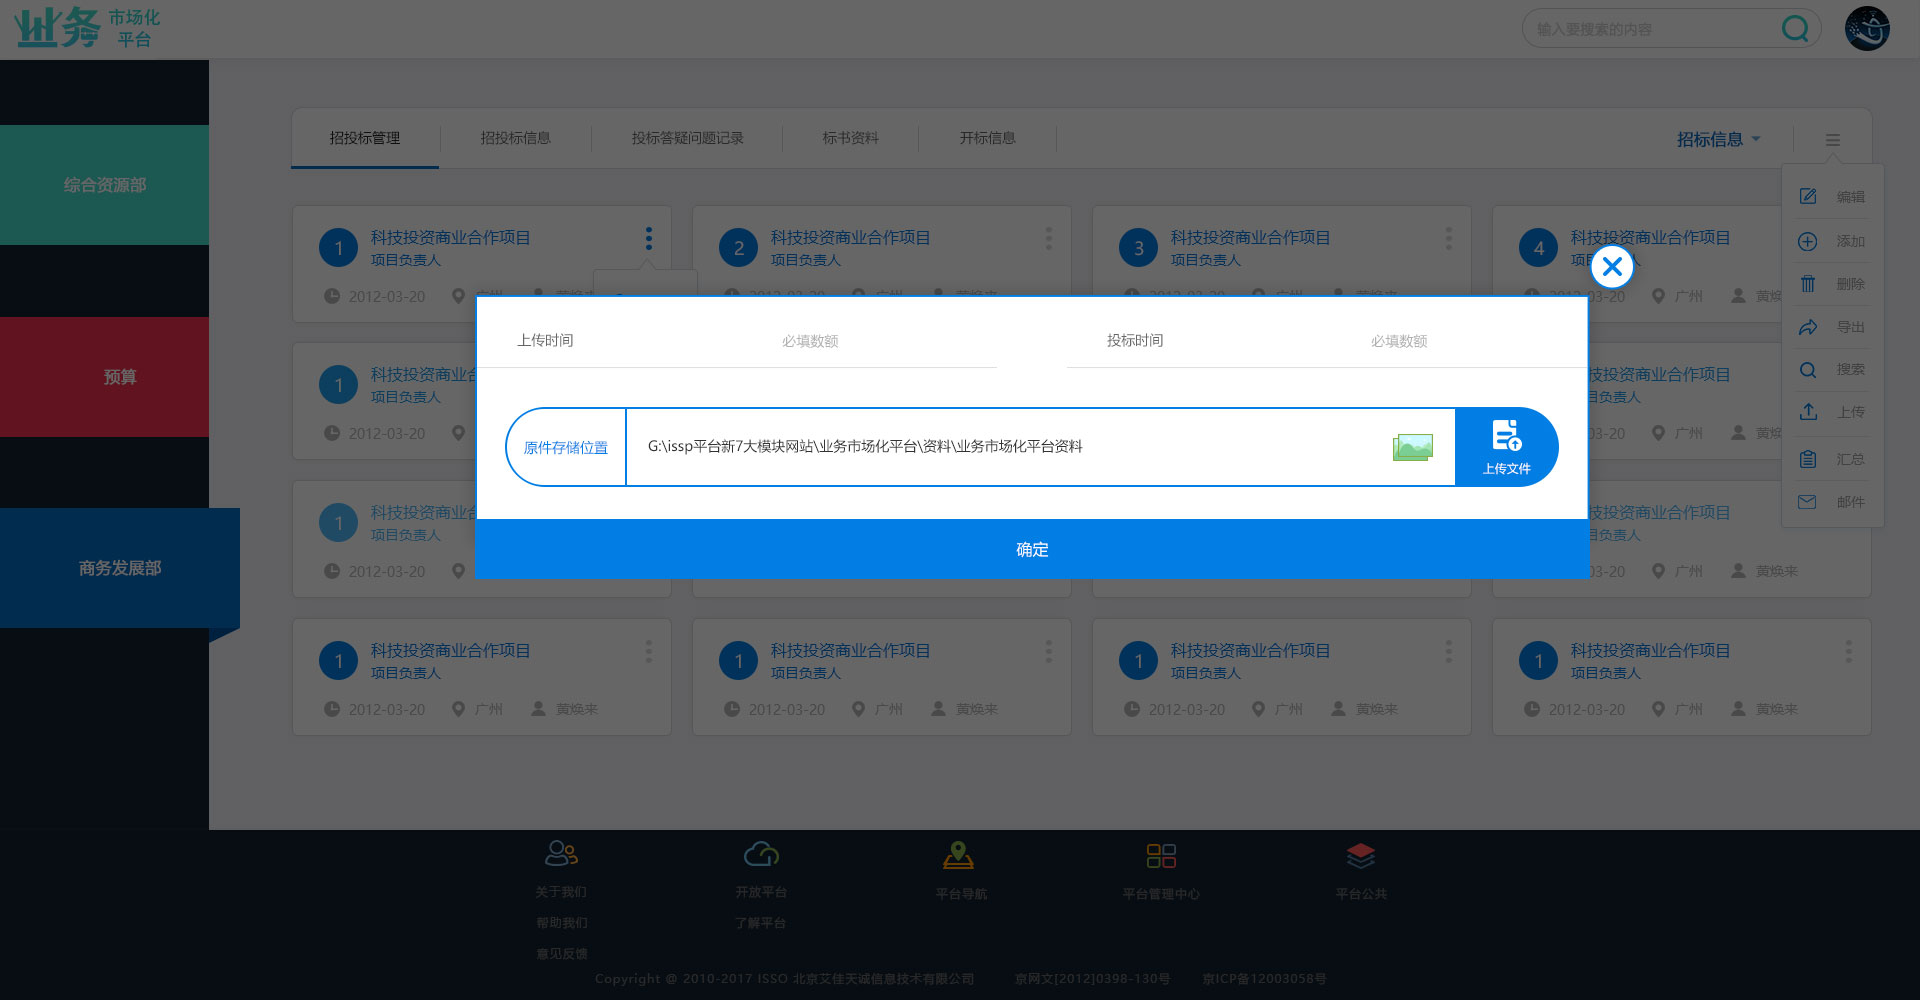 业务 市场化
平台
输入要搜索的内容
招投标管理 招投标信息 投标答疑问题记录 标书资料 开标信息 招标信息
综合资源部
预算
商务发展部
1 科技投资商业合作项目
项目负责人
2012-03-20 广州 黄焕来
2 科技投资商业合作项目
项目负责人
2012-03-20 广州 黄焕来
3 科技投资商业合作项目
项目负责人
2012-03-20 广州 黄焕来
4 科技投资商业合作项目
03-20 广州 黄焕
编辑
添加
删除
导出
搜索
上传
汇总
邮件
上传时间 必填数额 投标时间 必填数额
原件存储位置 G:\issp平台新7大模块网站\业务市场化平台\资料\业务市场化平台资料 上传文件
确定
1 科技投资商业合
项目负责人
2012-03-20
技投资商业合作项目
目负责人
03-20 广州 黄焕
1 科技投资商业合
项目负责人
2012-03-20
技投资商业合作项目
目负责人
03-20 广州 黄焕来
1 科技投资商业合作项目
项目负责人
2012-03-20 广州 黄焕来
1 科技投资商业合作项目
项目负责人
2012-03-20 广州 黄焕来
1 科技投资商业合作项目
项目负责人
2012-03-20 广州 黄焕来
1 科技投资商业合作项目
项目负责人
2012-03-20 广州 黄焕来
关于我们 开放平台 平台导航 平台管理中心 平台公共
帮助我们 了解平台
意见反馈
Copyright @ 2010-2017 ISSO 北京艾佳天诚信息技术有限公司 京网文[2012]0398-130号 京ICP备12003058号